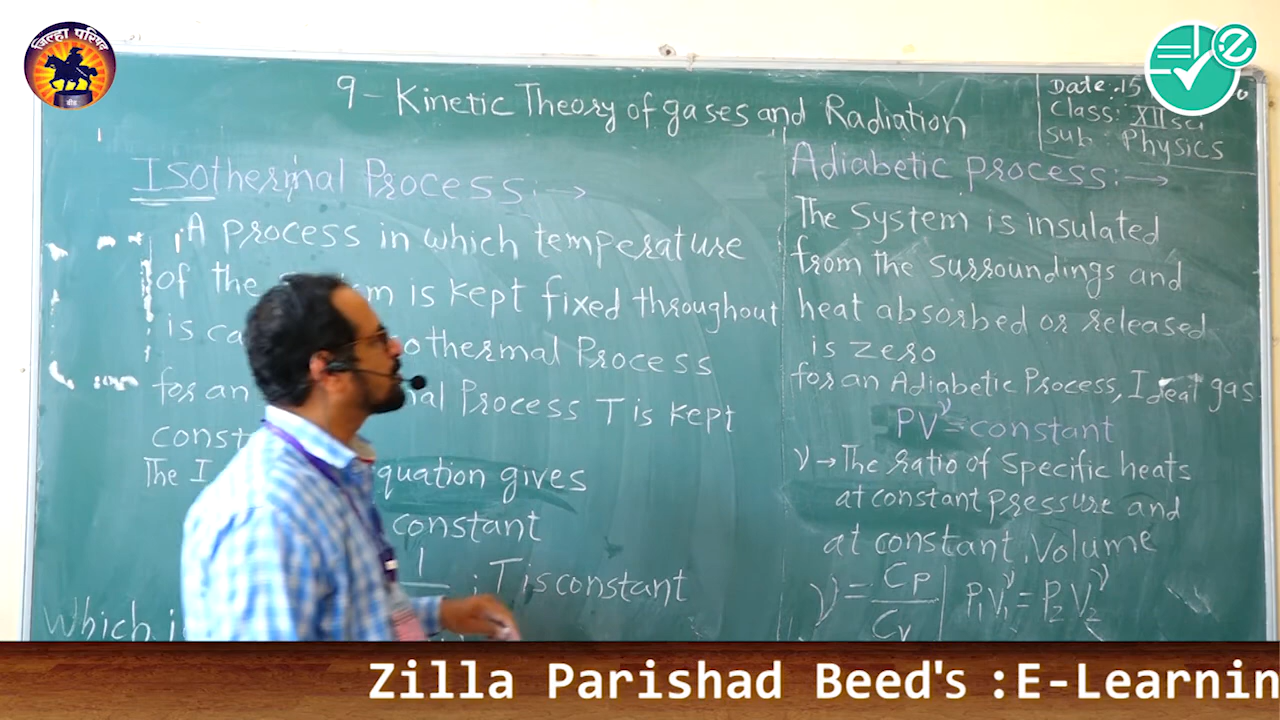 जिल्हा परिषद
बीड
9 - Kinetic Theory of gases and Radiation
Date :. 15
Class: XII sci
Sub : Physics
Isothermal Process :- →
A process in which temperature
of the m is kept fixed throughout
is ca othermal Process
for an al Process T is kept
const
The I quation gives
constant
1
; T is constant
Which i
Adiabetic process :- →
The System is insulated
from the surroundings and
heat absorbed or released
is zero
for an Adiabetic Process, Ideal gas
PVᵞ = constant
γ → The ratio of Specific heats
at constant pressure and
at constant, Volume
γ = Cp / Cv | P₁V₁ᵞ = P₂V₂ᵞ
Zilla Parishad Beed's :E-Learnin